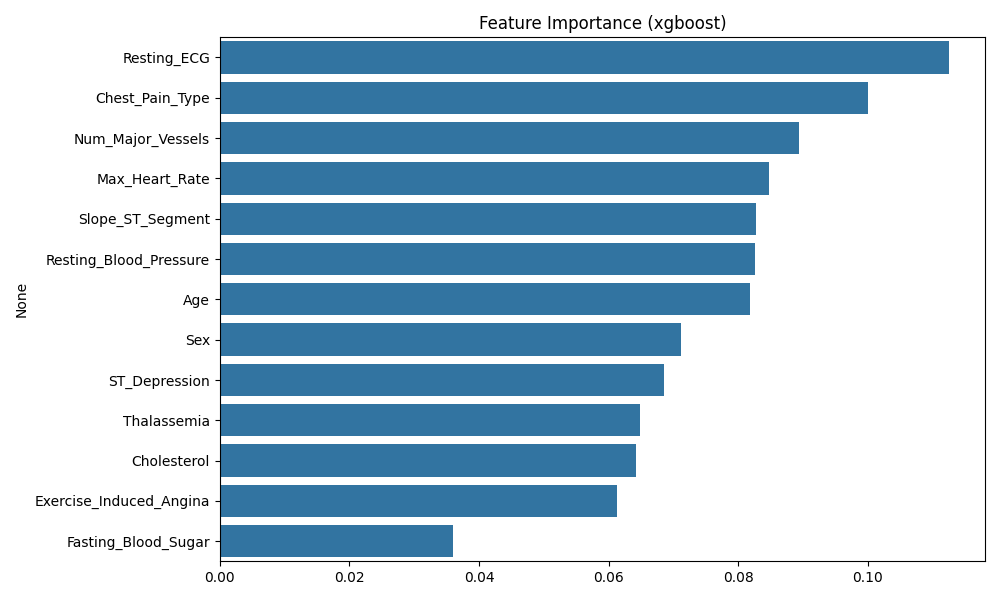 Feature Importance (xgboost)
Resting_ECG
Chest_Pain_Type
Num_Major_Vessels
Max_Heart_Rate
Slope_ST_Segment
Resting_Blood_Pressure
Age
Sex
ST_Depression
Thalassemia
Cholesterol
Exercise_Induced_Angina
Fasting_Blood_Sugar
None
0.00 0.02 0.04 0.06 0.08 0.10